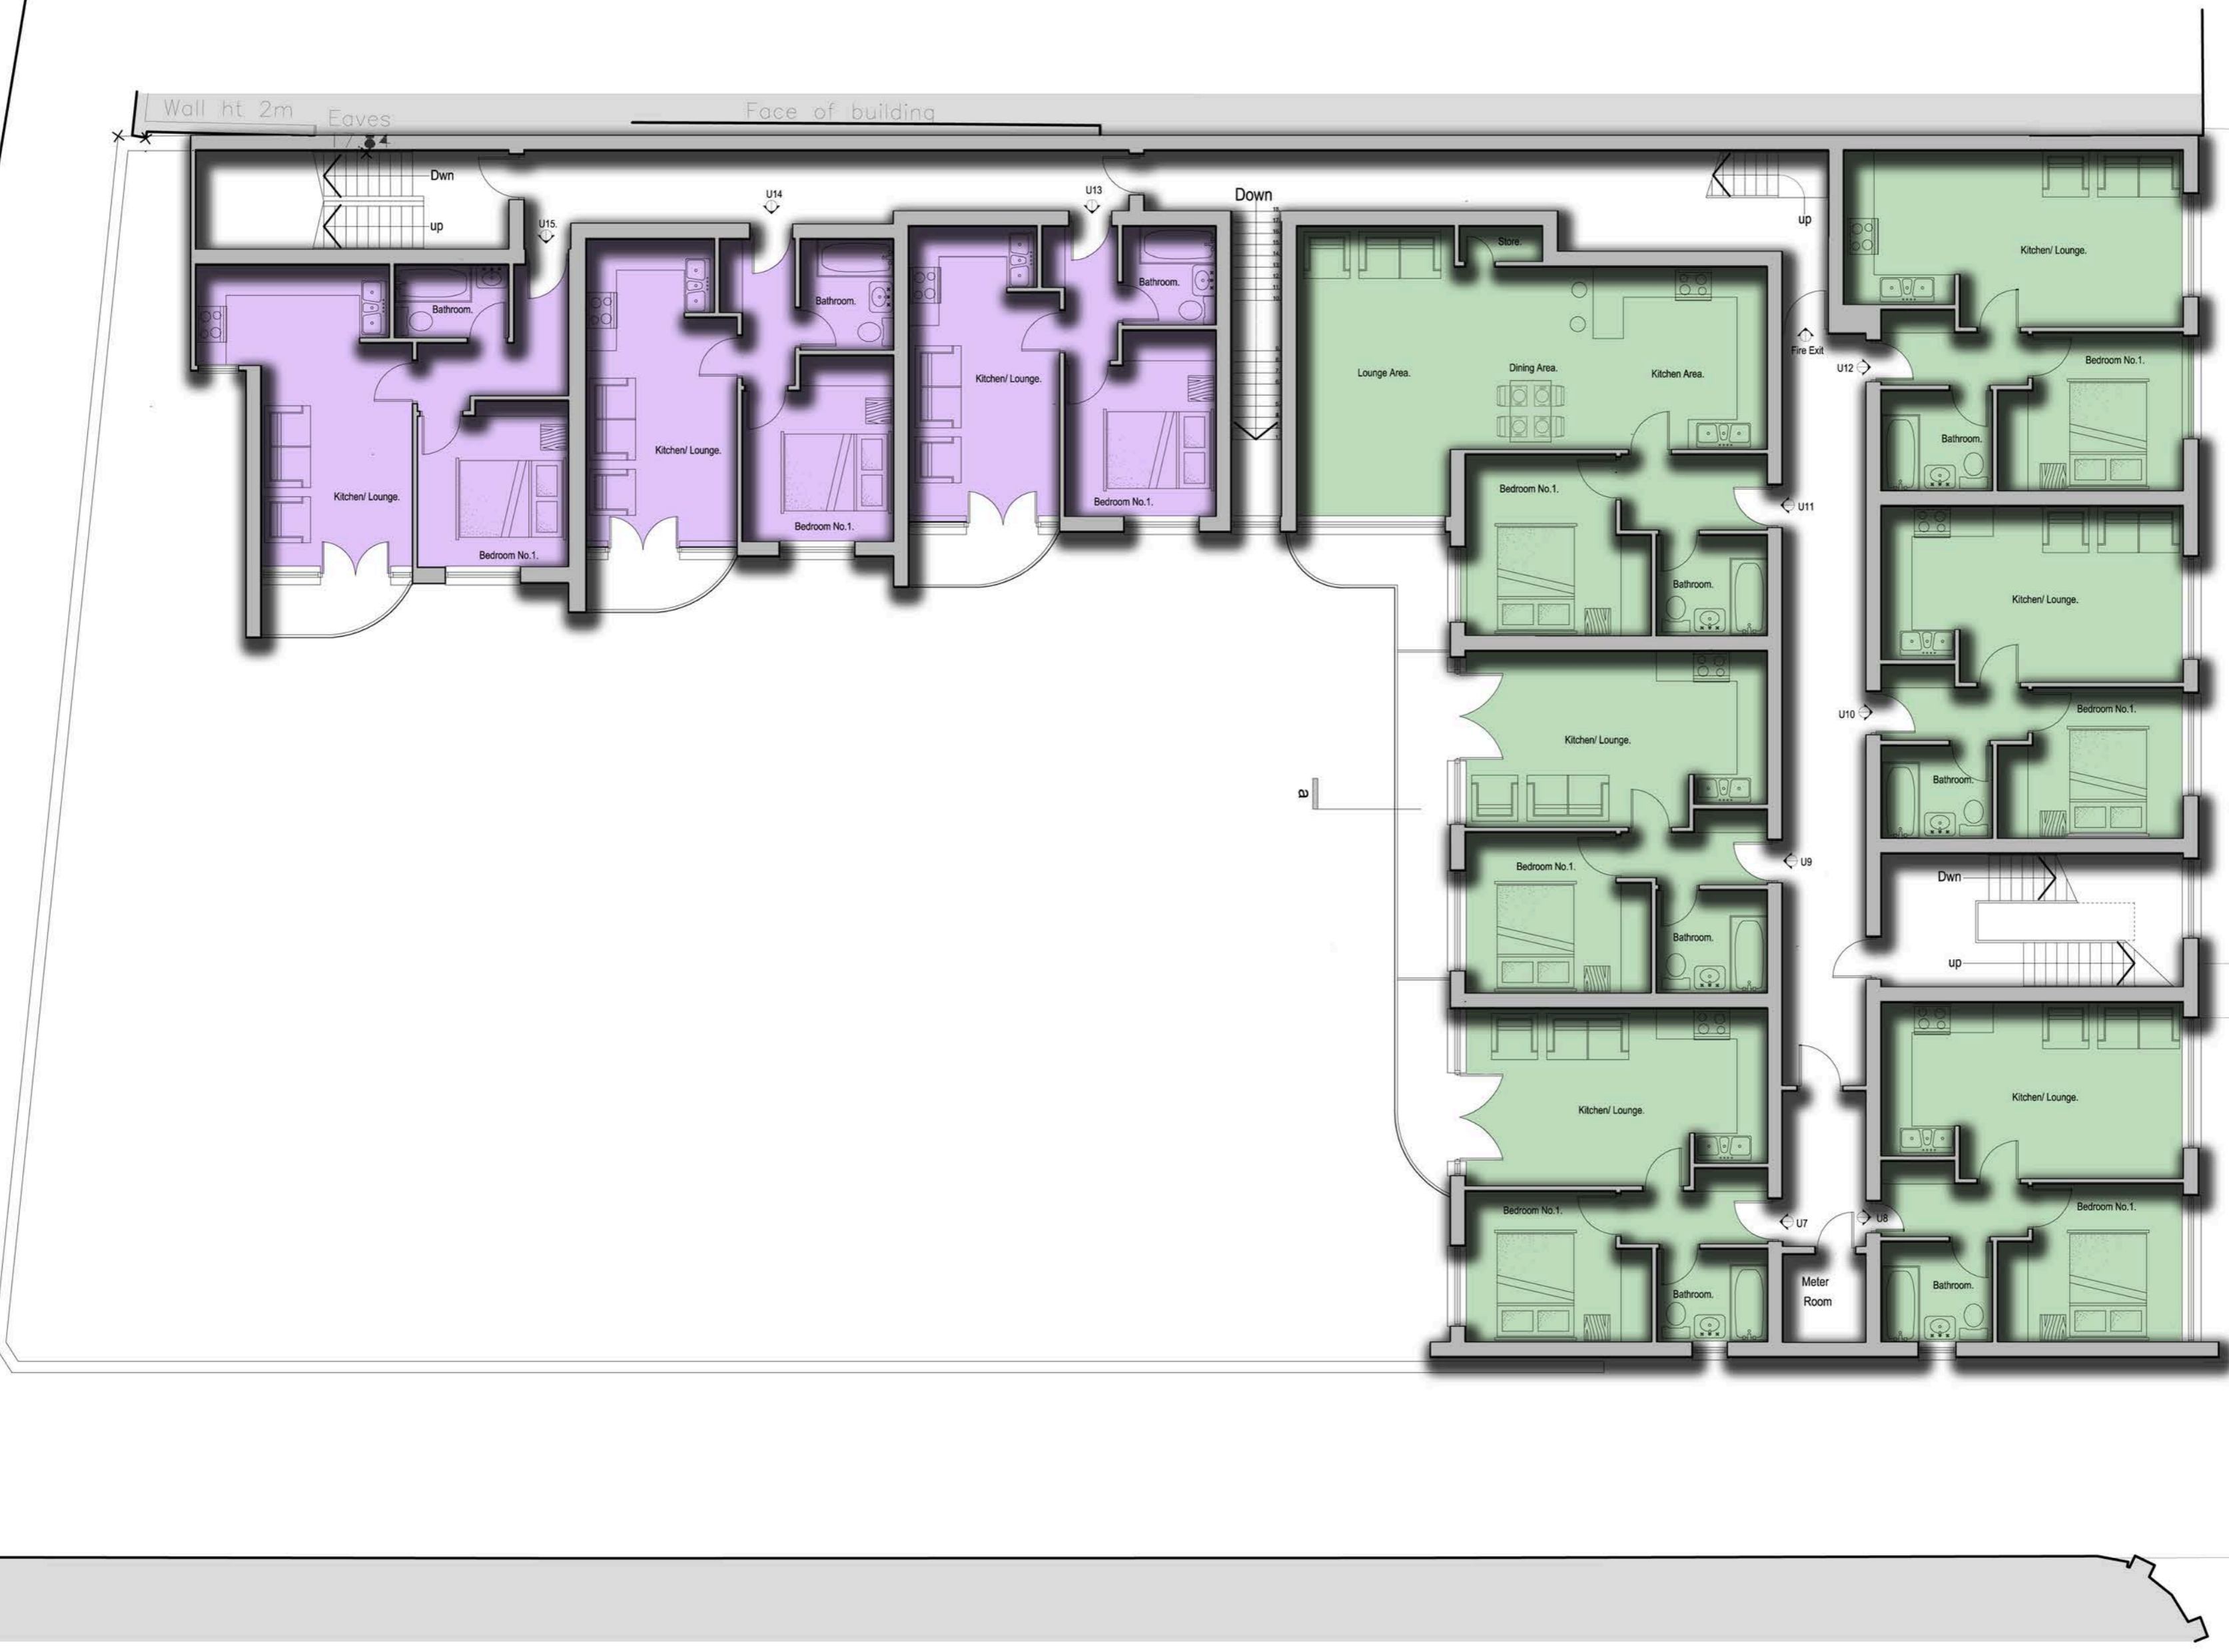 Wall ht 2m
Eaves
Face of building
Dwn
up
U15.
U14
U13
Down
up
Kitchen/ Lounge.
Bathroom.
Kitchen/ Lounge.
Bedroom No.1.
Bathroom.
Kitchen/ Lounge.
Bedroom No.1.
Bathroom.
Kitchen/ Lounge.
Bedroom No.1.
Store.
Lounge Area.
Dining Area.
Kitchen Area.
Fire Exit
U12
Bedroom No.1.
Bathroom.
Bedroom No.1.
U11
Bathroom.
Kitchen/ Lounge.
U10
Bedroom No.1.
Bathroom.
Kitchen/ Lounge.
a
Bedroom No.1.
U9
Bathroom.
Dwn
up
Kitchen/ Lounge.
Kitchen/ Lounge.
Bedroom No.1.
U7
U8
Bedroom No.1.
Bathroom.
Meter
Room
Bathroom.